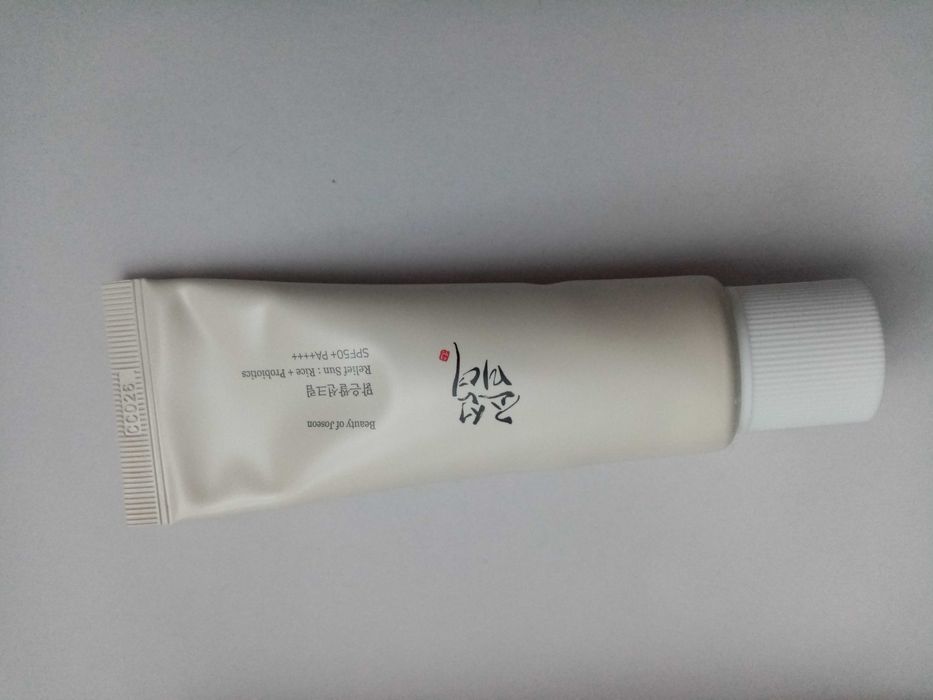 조선
미녀
Beauty of Joseon
맑은쌀선크림
Relief Sun : Rice + Probiotics
SPF50+ PA++++
CC026